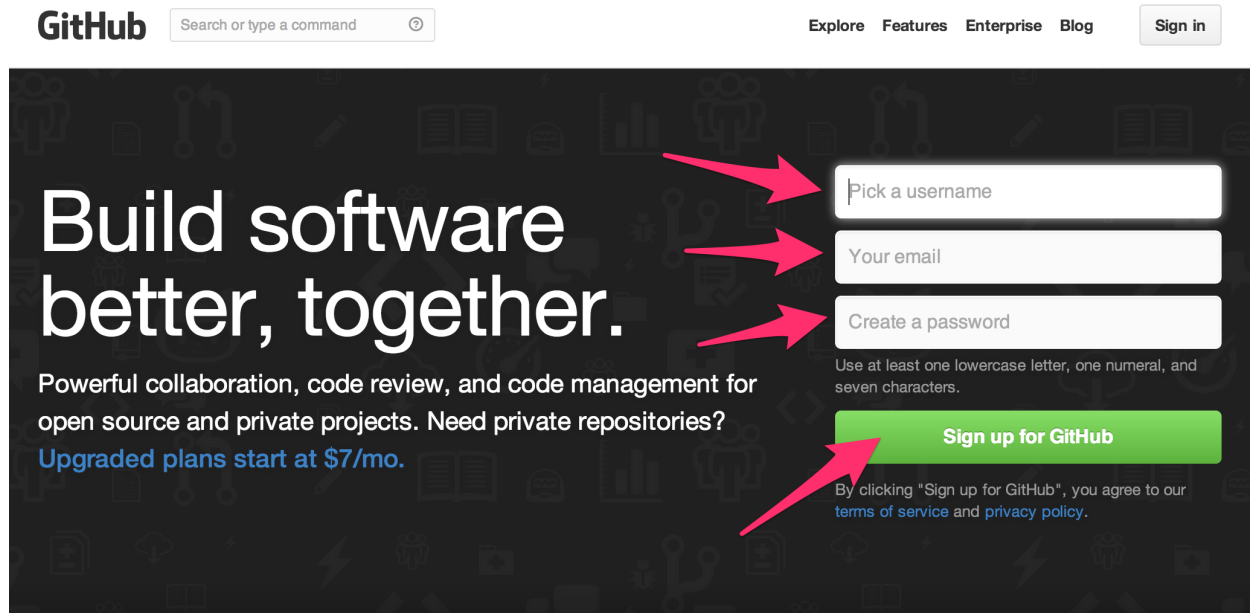 GitHub
Search or type a command
Explore Features Enterprise Blog Sign in
Build software
better, together.
Powerful collaboration, code review, and code management for
open source and private projects. Need private repositories?
Upgraded plans start at $7/mo.
Pick a username
Your email
Create a password
Use at least one lowercase letter, one numeral, and
seven characters.
Sign up for GitHub
By clicking "Sign up for GitHub", you agree to our
terms of service and privacy policy.